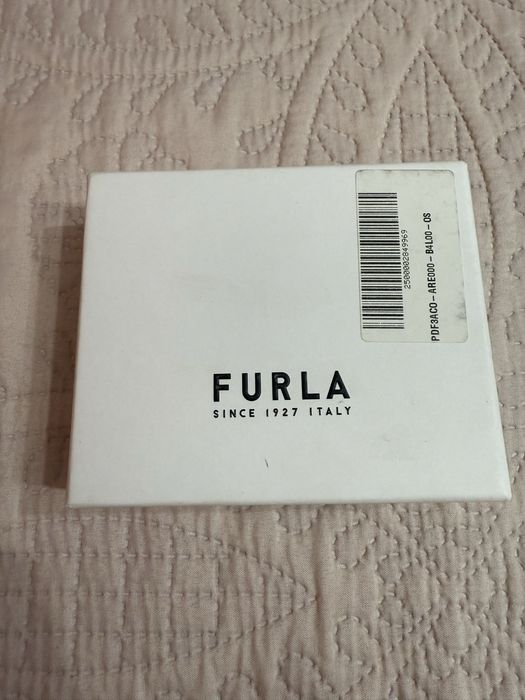 FURLA
SINCE 1927 ITALY
2500002849969
PDF3ACO-ARE000-B4L00-OS